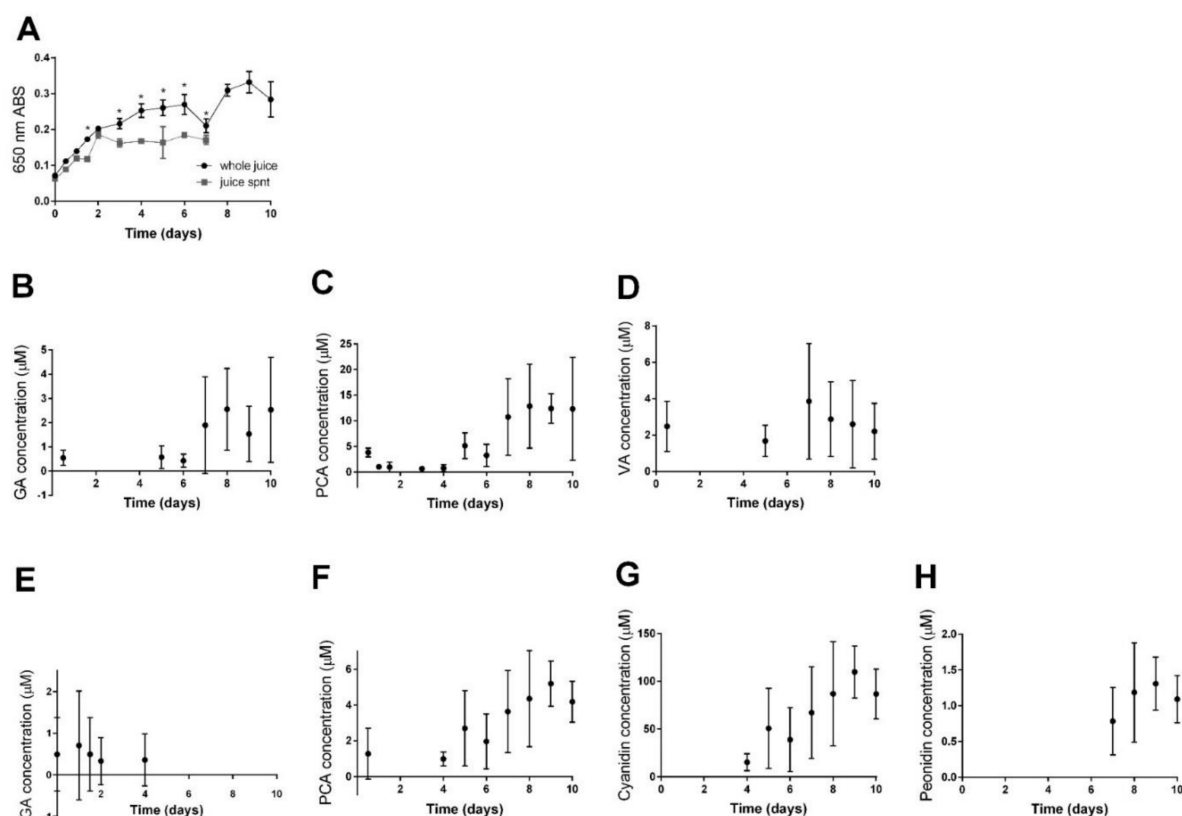 A
0.4
0.3
0.2
0.1
0.0
650 nm ABS
* * * * * *
whole juice
juice spnt
0 2 4 6 8 10
Time (days)
B
5
4
3
2
1
0
-1
GA concentration (μM)
2 4 6 8 10
Time (days)
C
25
20
15
10
5
0
PCA concentration (μM)
2 4 6 8 10
Time (days)
D
8
6
4
2
0
VA concentration (μM)
0 2 4 6 8 10
Time (days)
E
2
1
0
-1
GA concentration (μM)
2 4 6 8 10
Time (days)
F
6
4
2
0
PCA concentration (μM)
2 4 6 8 10
Time (days)
G
150
100
50
0
Cyanidin concentration (μM)
0 2 4 6 8 10
Time (days)
H
2.0
1.5
1.0
0.5
0.0
Peonidin concentration (μM)
0 2 4 6 8 10
Time (days)